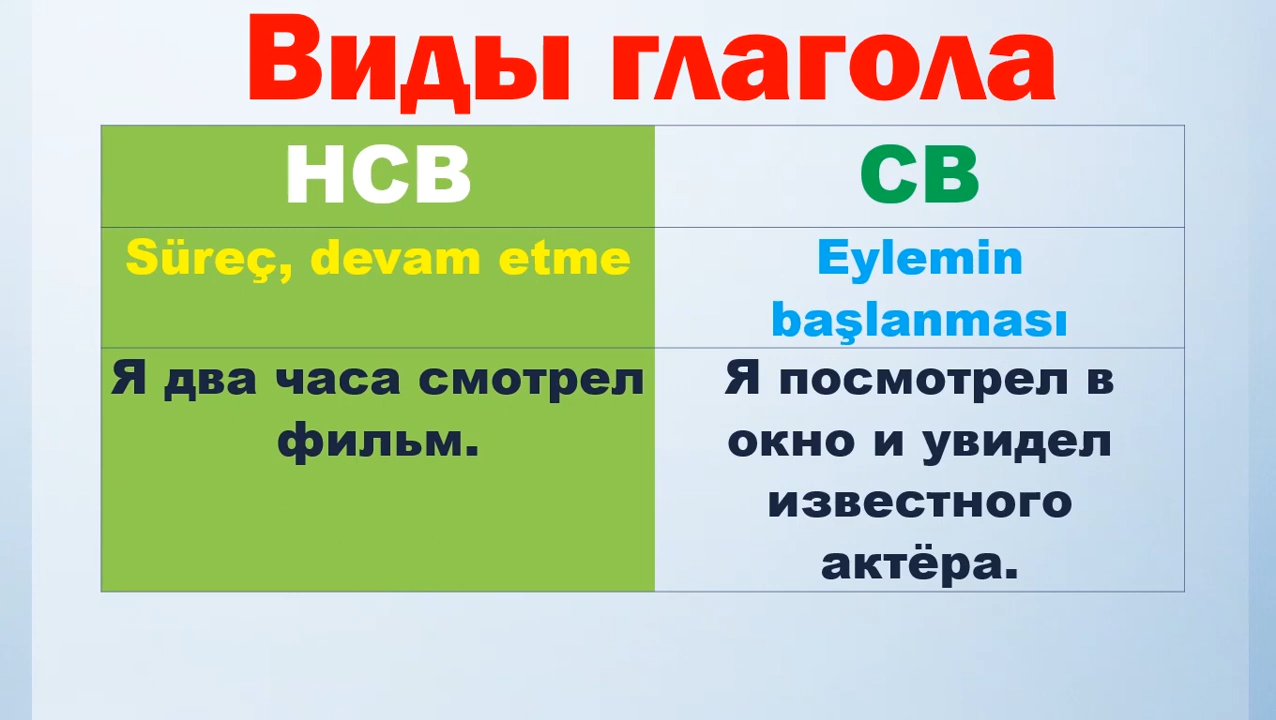 Виды глагола
НСВ
СВ
Süreç, devam etme
Eylemin
başlanması
Я два часа смотрел
фильм.
Я посмотрел в
окно и увидел
известного
актёра.